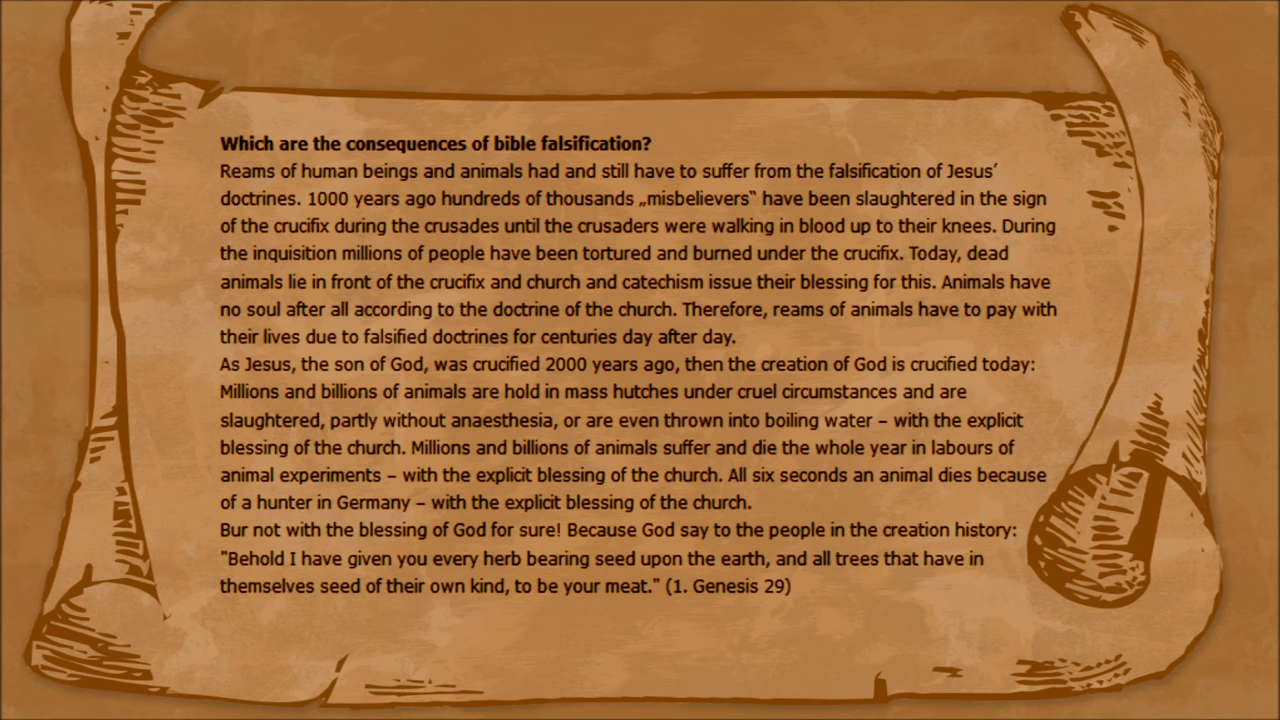 Which are the consequences of bible falsification?
Reams of human beings and animals had and still have to suffer from the falsification of Jesus’
doctrines. 1000 years ago hundreds of thousands „misbelievers“ have been slaughtered in the sign
of the crucifix during the crusades until the crusaders were walking in blood up to their knees. During
the inquisition millions of people have been tortured and burned under the crucifix. Today, dead
animals lie in front of the crucifix and church and catechism issue their blessing for this. Animals have
no soul after all according to the doctrine of the church. Therefore, reams of animals have to pay with
their lives due to falsified doctrines for centuries day after day.
As Jesus, the son of God, was crucified 2000 years ago, then the creation of God is crucified today:
Millions and billions of animals are hold in mass hutches under cruel circumstances and are
slaughtered, partly without anaesthesia, or are even thrown into boiling water – with the explicit
blessing of the church. Millions and billions of animals suffer and die the whole year in labours of
animal experiments – with the explicit blessing of the church. All six seconds an animal dies because
of a hunter in Germany – with the explicit blessing of the church.
Bur not with the blessing of God for sure! Because God say to the people in the creation history:
"Behold I have given you every herb bearing seed upon the earth, and all trees that have in
themselves seed of their own kind, to be your meat." (1. Genesis 29)